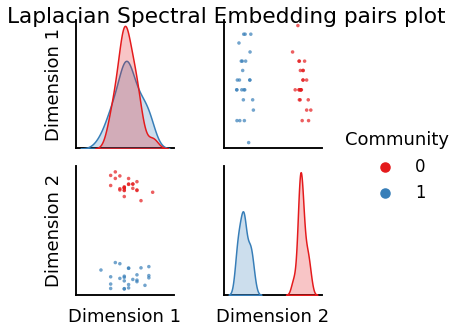 Laplacian Spectral Embedding pairs plot
Dimension 1
Community
0
1
Dimension 2
Dimension 1
Dimension 2